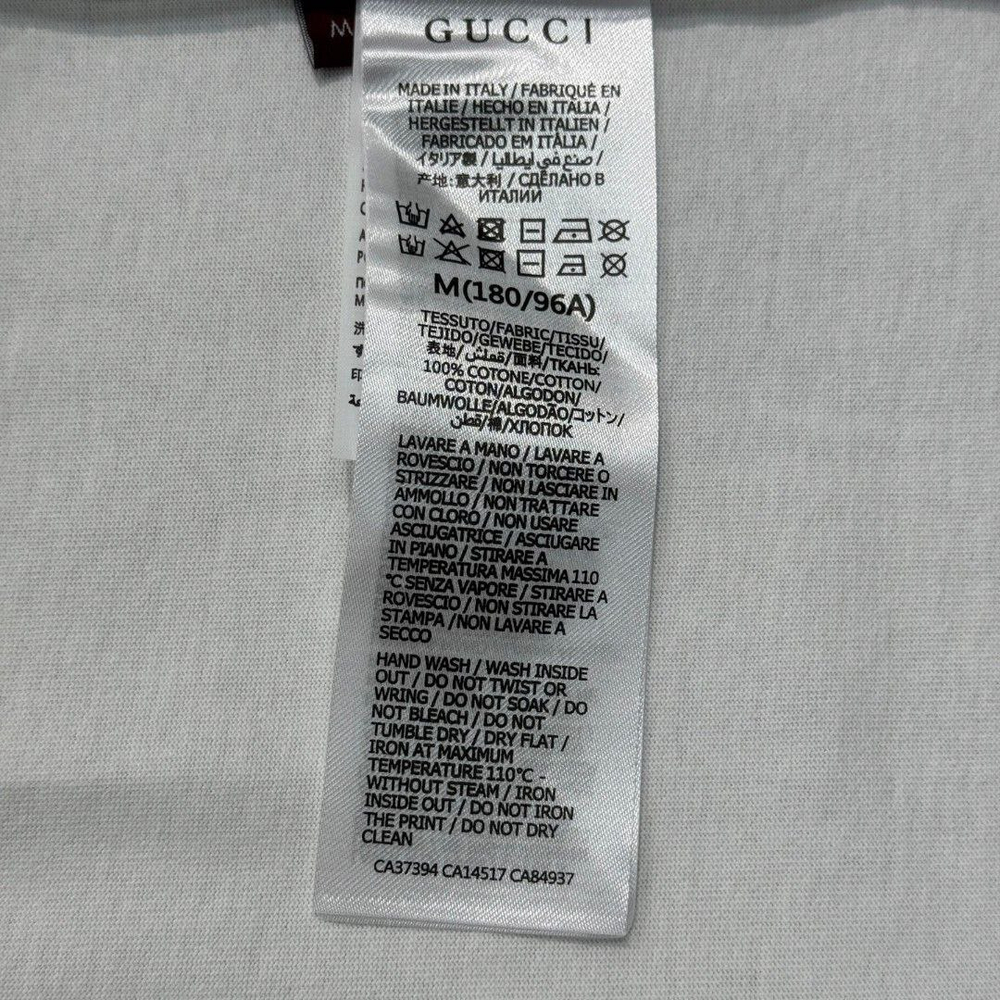 GUCCI
MADE IN ITALY / FABRIQUÉ EN
ITALIE / HECHO EN ITALIA /
HERGESTELLT IN ITALIEN /
FABRICADO EM ITÀLIA /
イタリア製 / صنع في ايطاليا /
产地:意大利 / СДЕЛАНО В
ИТАЛИИ
M(180/96A)
TESSUTO/FABRIC/TISSU/
TEJIDO/GEWEBE/TECIDO/
表地/قماش/面料/ТКАНЬ:
100% COTONE/COTTON/
COTON/ALGODON/
BAUMWOLLE/ALGODÃO/コットン/
قطن/棉/ХЛОПОК
LAVARE A MANO / LAVARE A
ROVESCIO / NON TORCERE O
STRIZZARE / NON LASCIARE IN
AMMOLLO / NON TRATTARE
CON CLORO / NON USARE
ASCIUGATRICE / ASCIUGARE
IN PIANO / STIRARE A
TEMPERATURA MASSIMA 110
°C SENZA VAPORE / STIRARE A
ROVESCIO / NON STIRARE LA
STAMPA /NON LAVARE A
SECCO
HAND WASH / WASH INSIDE
OUT / DO NOT TWIST OR
WRING / DO NOT SOAK / DO
NOT BLEACH / DO NOT
TUMBLE DRY / DRY FLAT /
IRON AT MAXIMUM
TEMPERATURE 110°C -
WITHOUT STEAM / IRON
INSIDE OUT / DO NOT IRON
THE PRINT / DO NOT DRY
CLEAN
CA37394 CA14517 CA84937